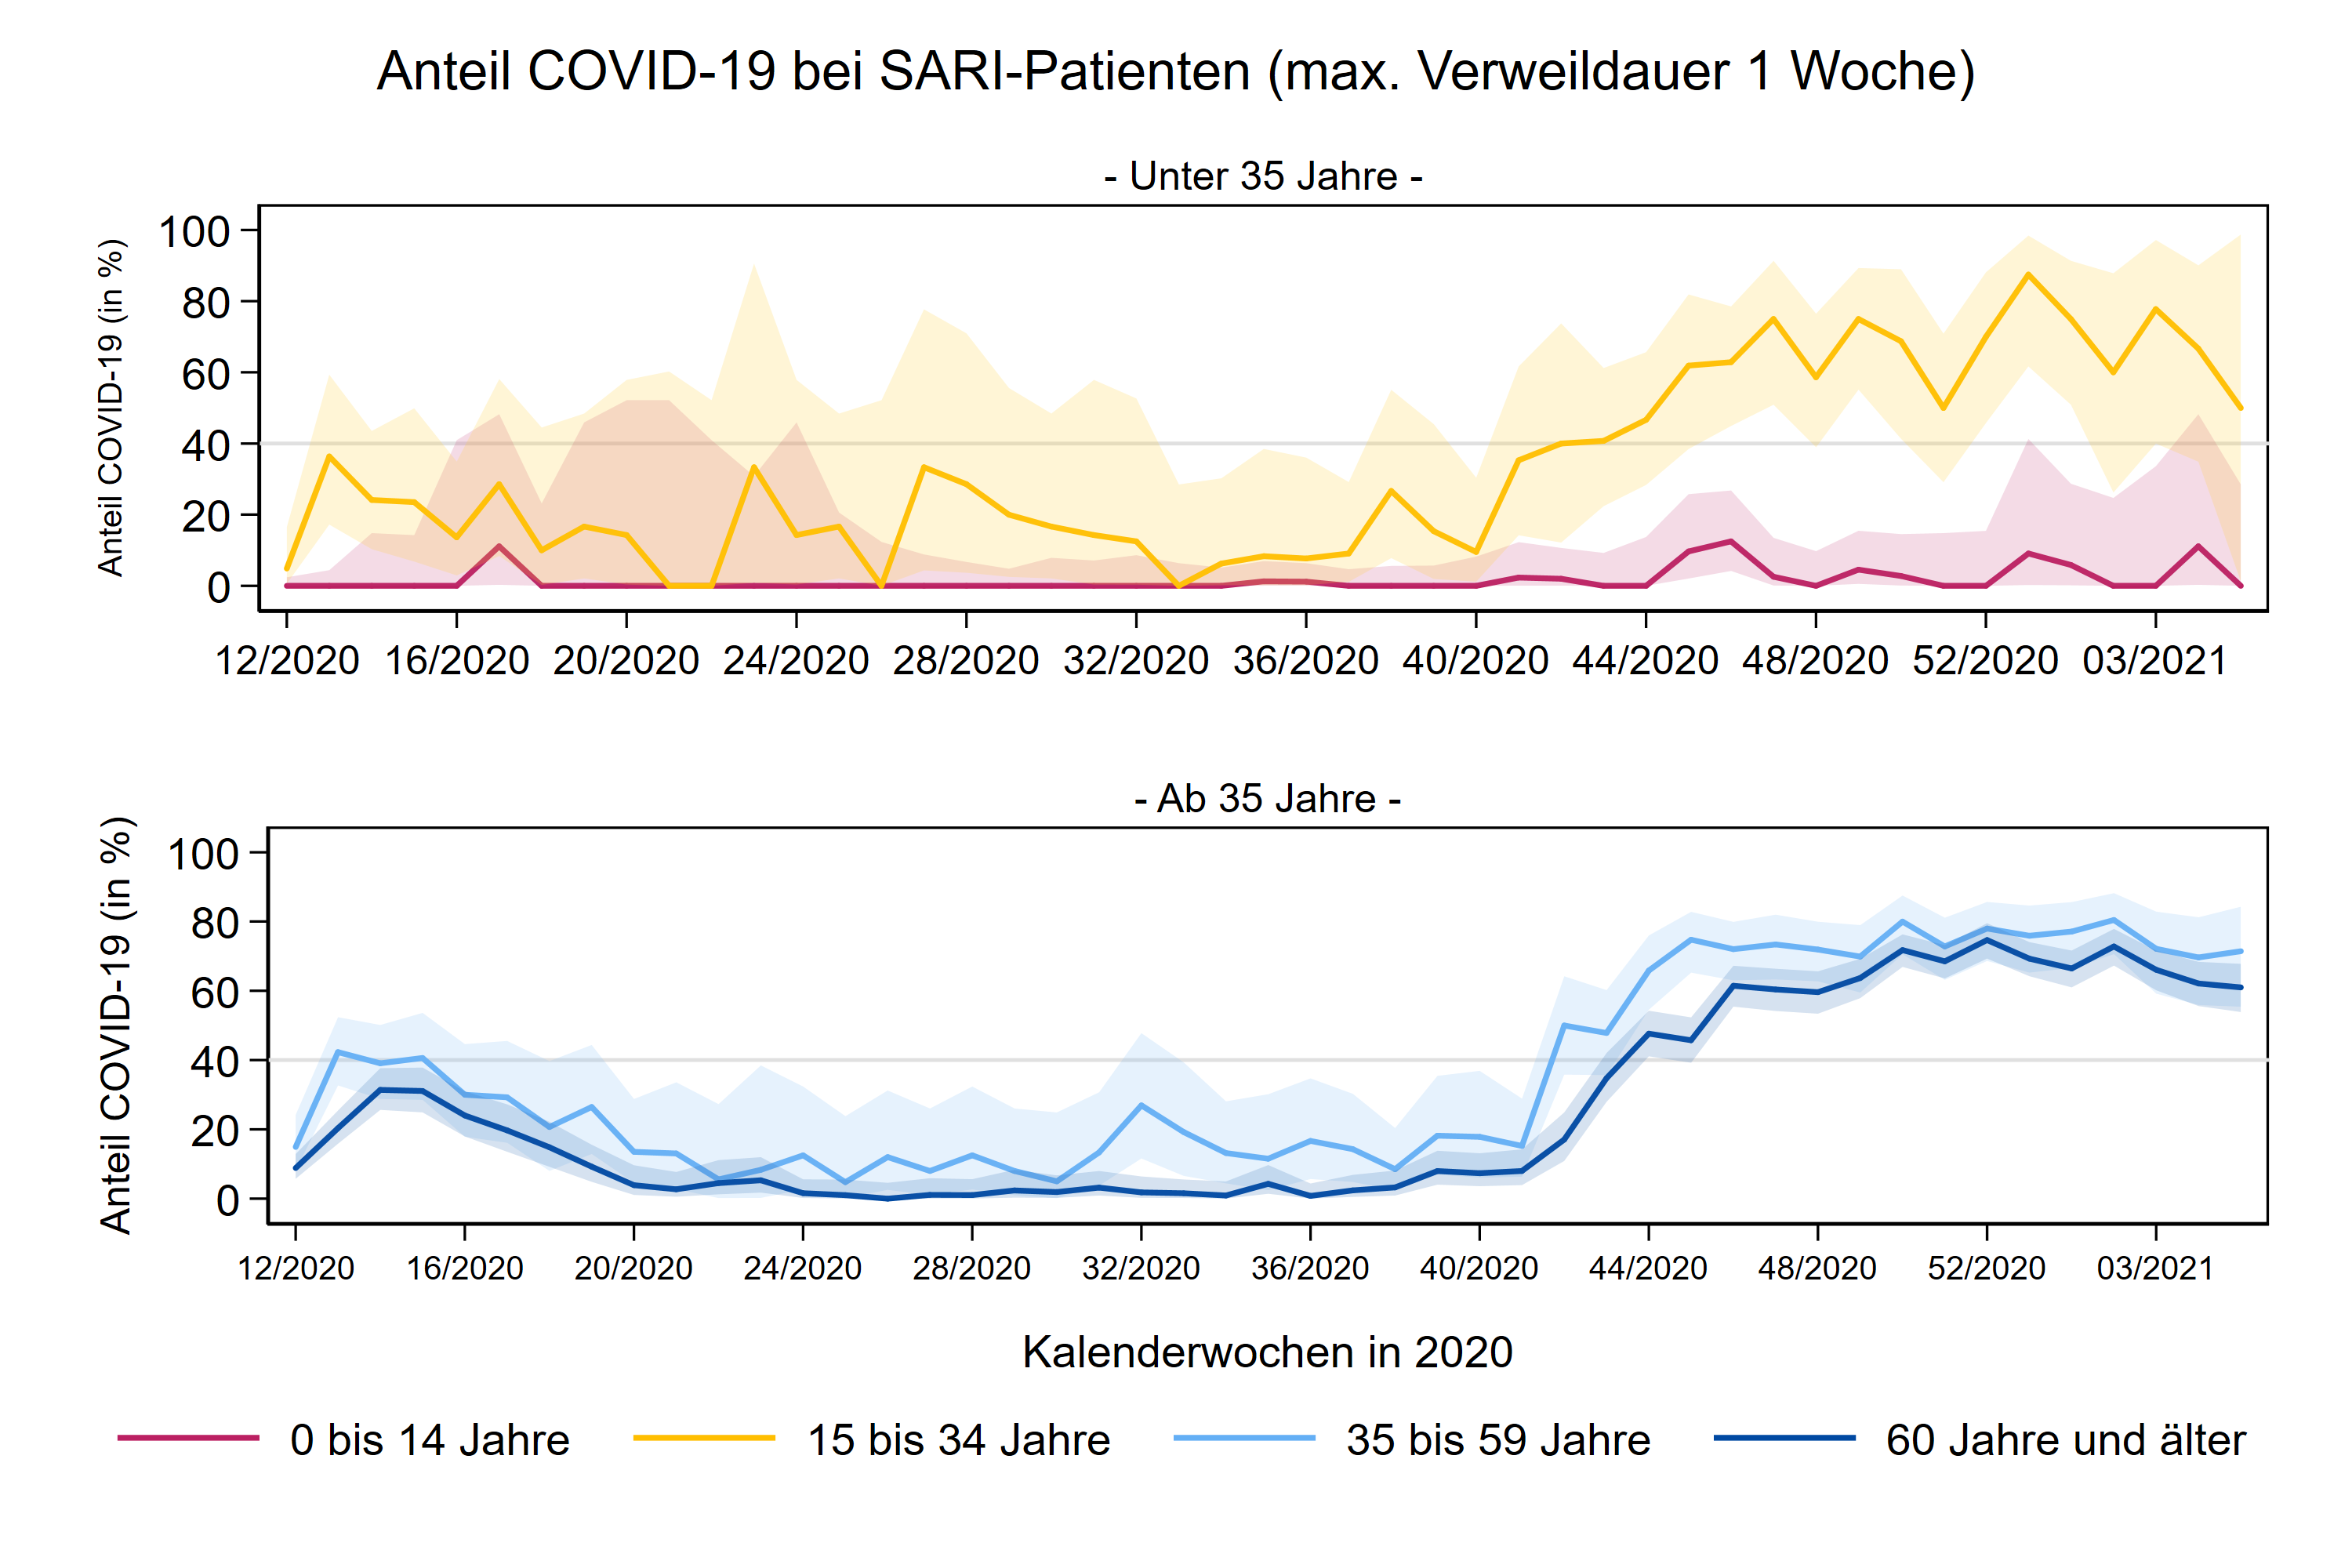 Anteil COVID-19 bei SARI-Patienten (max. Verweildauer 1 Woche)
- Unter 35 Jahre -
Anteil COVID-19 (in %)
100
80
60
40
20
0
12/2020 16/2020 20/2020 24/2020 28/2020 32/2020 36/2020 40/2020 44/2020 48/2020 52/2020 03/2021
- Ab 35 Jahre -
Anteil COVID-19 (in %)
100
80
60
40
20
0
12/2020 16/2020 20/2020 24/2020 28/2020 32/2020 36/2020 40/2020 44/2020 48/2020 52/2020 03/2021
Kalenderwochen in 2020
0 bis 14 Jahre 15 bis 34 Jahre 35 bis 59 Jahre 60 Jahre und älter